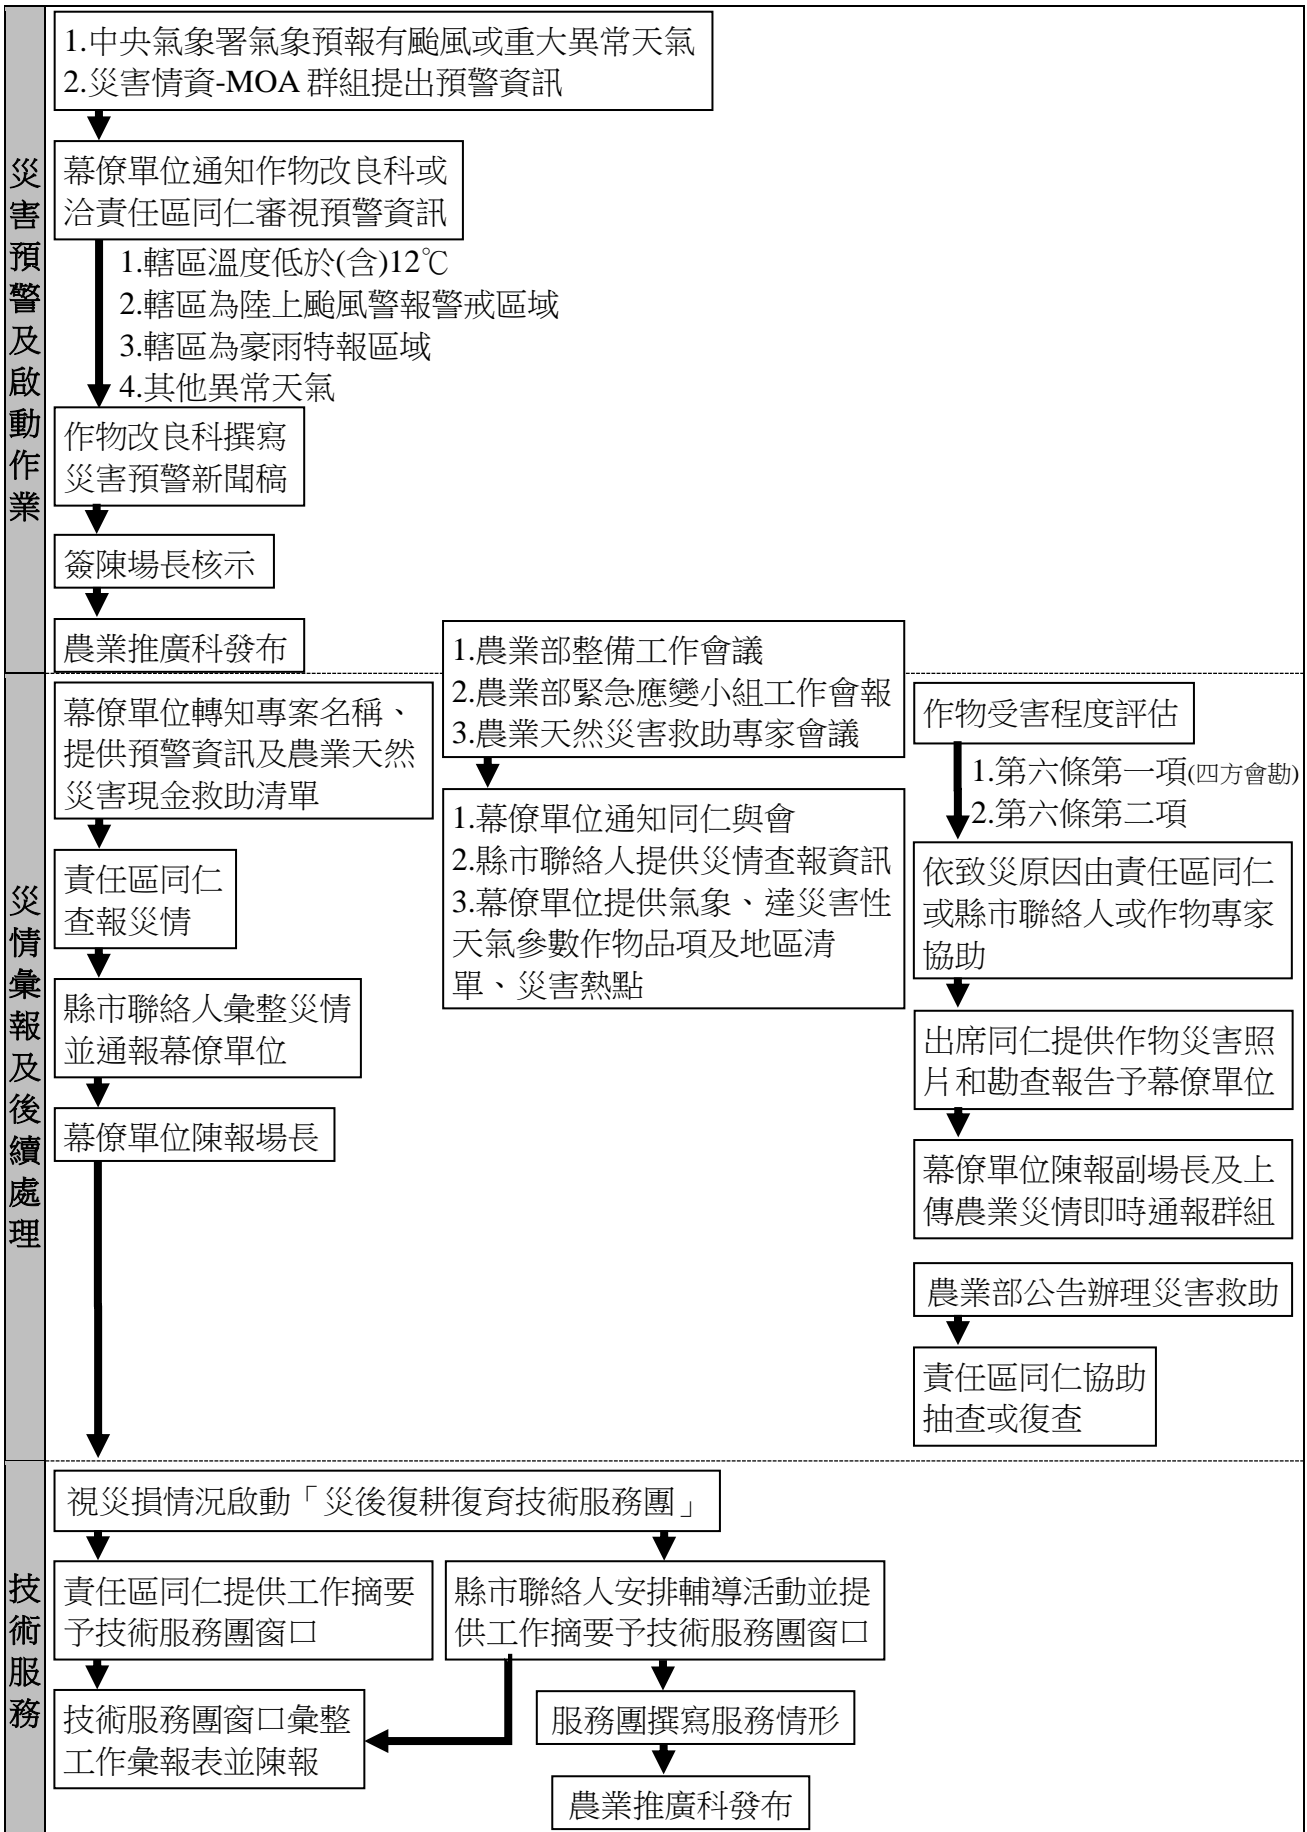 災害預警及啟動作業
1.中央氣象署氣象預報有颱風或重大異常天氣
2.災害情資-MOA 群組提出預警資訊
幕僚單位通知作物改良科或
洽責任區同仁審視預警資訊
1.轄區溫度低於(含)12℃
2.轄區為陸上颱風警報警戒區域
3.轄區為豪雨特報區域
4.其他異常天氣
作物改良科撰寫
災害預警新聞稿
簽陳場長核示
農業推廣科發布
災情彙報及後續處理
幕僚單位轉知專案名稱、
提供預警資訊及農業天然
災害現金救助清單
責任區同仁
查報災情
縣市聯絡人彙整災情
並通報幕僚單位
幕僚單位陳報場長
1.農業部整備工作會議
2.農業部緊急應變小組工作會報
3.農業天然災害救助專家會議
1.幕僚單位通知同仁與會
2.縣市聯絡人提供災情查報資訊
3.幕僚單位提供氣象、達災害性
天氣參數作物品項及地區清
單、災害熱點
作物受害程度評估
1.第六條第一項(四方會勘)
2.第六條第二項
依致災原因由責任區同仁
或縣市聯絡人或作物專家
協助
出席同仁提供作物災害照
片和勘查報告予幕僚單位
幕僚單位陳報副場長及上
傳農業災情即時通報群組
農業部公告辦理災害救助
責任區同仁協助
抽查或復查
技術服務
視災損情況啟動「災後復耕復育技術服務團」
責任區同仁提供工作摘要
予技術服務團窗口
技術服務團窗口彙整
工作彙報表並陳報
縣市聯絡人安排輔導活動並提
供工作摘要予技術服務團窗口
服務團撰寫服務情形
農業推廣科發布